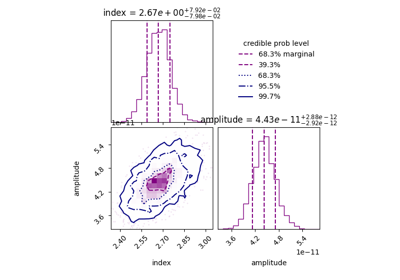 index = 2.67e+00 +7.92e−02 −7.98e−02
credible prob level
68.3% marginal
39.3%
68.3%
95.5%
99.7%
1e−11
amplitude = 4.43e−11 +2.88e−12 −2.92e−12
amplitude
5.4
4.8
4.2
3.6
2.40 2.55 2.70 2.85 3.00
3.6 4.2 4.8 5.4
1e−11
index
amplitude